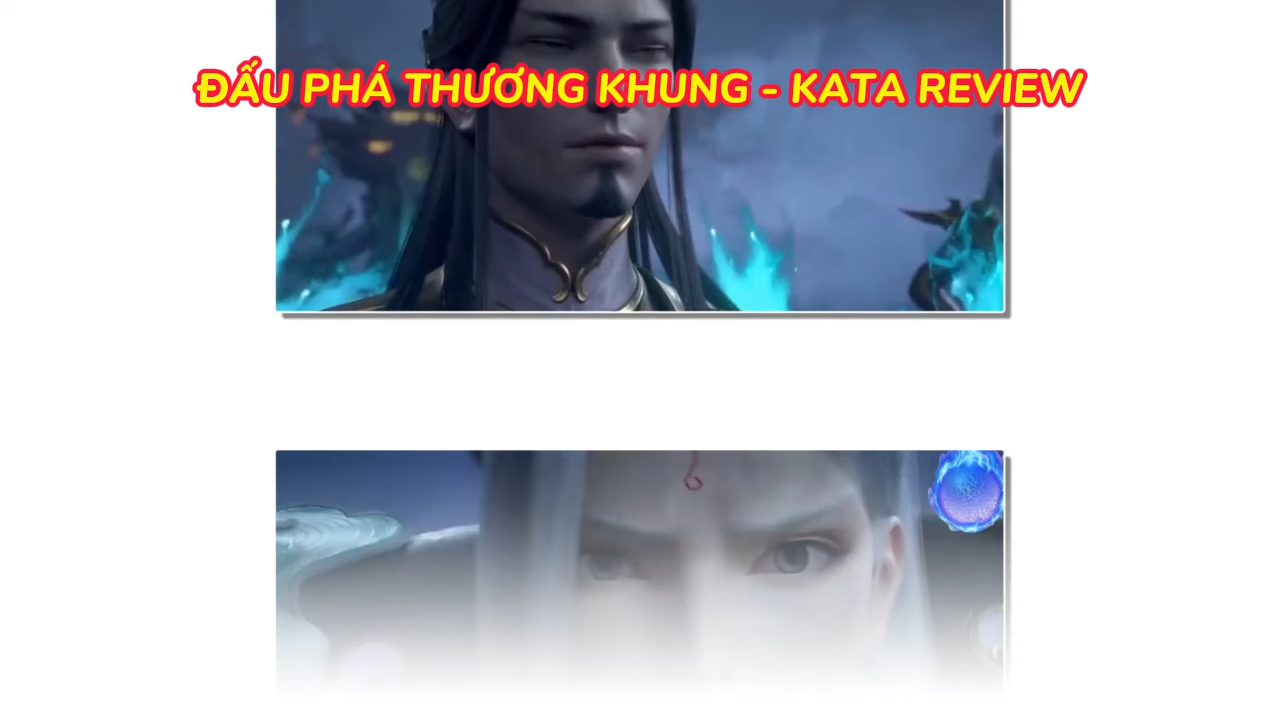 ĐẤU PHÁ THƯƠNG KHUNG - KATA REVIEW